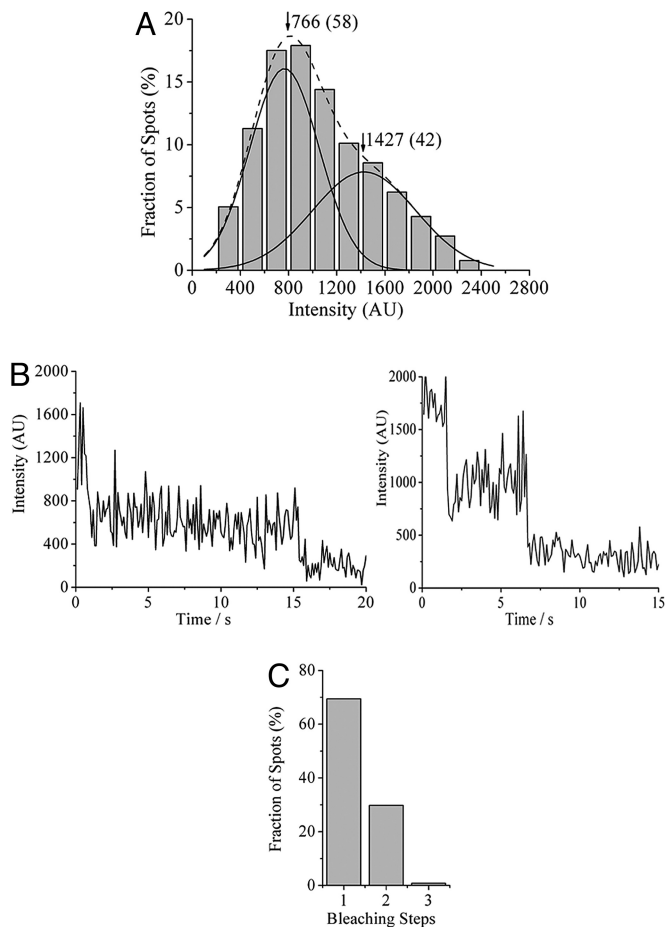 A
766 (58)
1427 (42)
Fraction of Spots (%)
20
15
10
5
0
0 400 800 1200 1600 2000 2400 2800
Intensity (AU)
B
Intensity (AU)
2000
1600
1200
800
400
0
0 5 10 15 20
Time / s
Intensity (AU)
2000
1500
1000
500
0
0 5 10 15
Time / s
C
Fraction of Spots (%)
80
60
40
20
0
1 2 3
Bleaching Steps